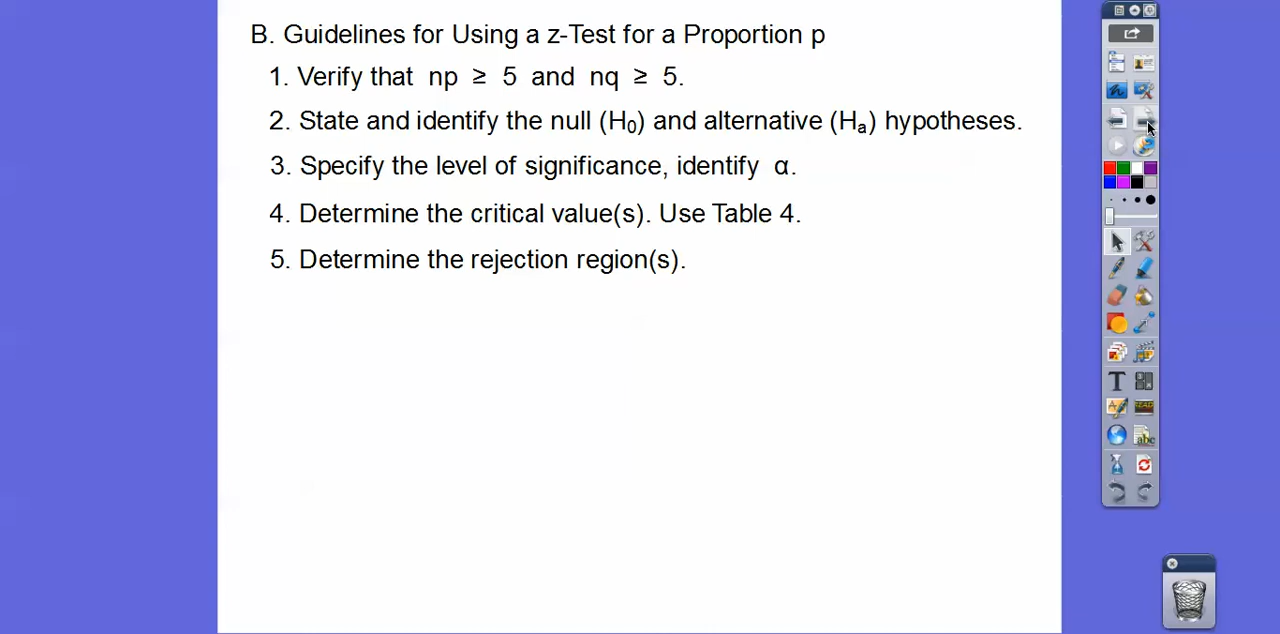 B. Guidelines for Using a z-Test for a Proportion p
1. Verify that np ≥ 5 and nq ≥ 5.
2. State and identify the null (H₀) and alternative (Hₐ) hypotheses.
3. Specify the level of significance, identify α.
4. Determine the critical value(s). Use Table 4.
5. Determine the rejection region(s).
T
abc